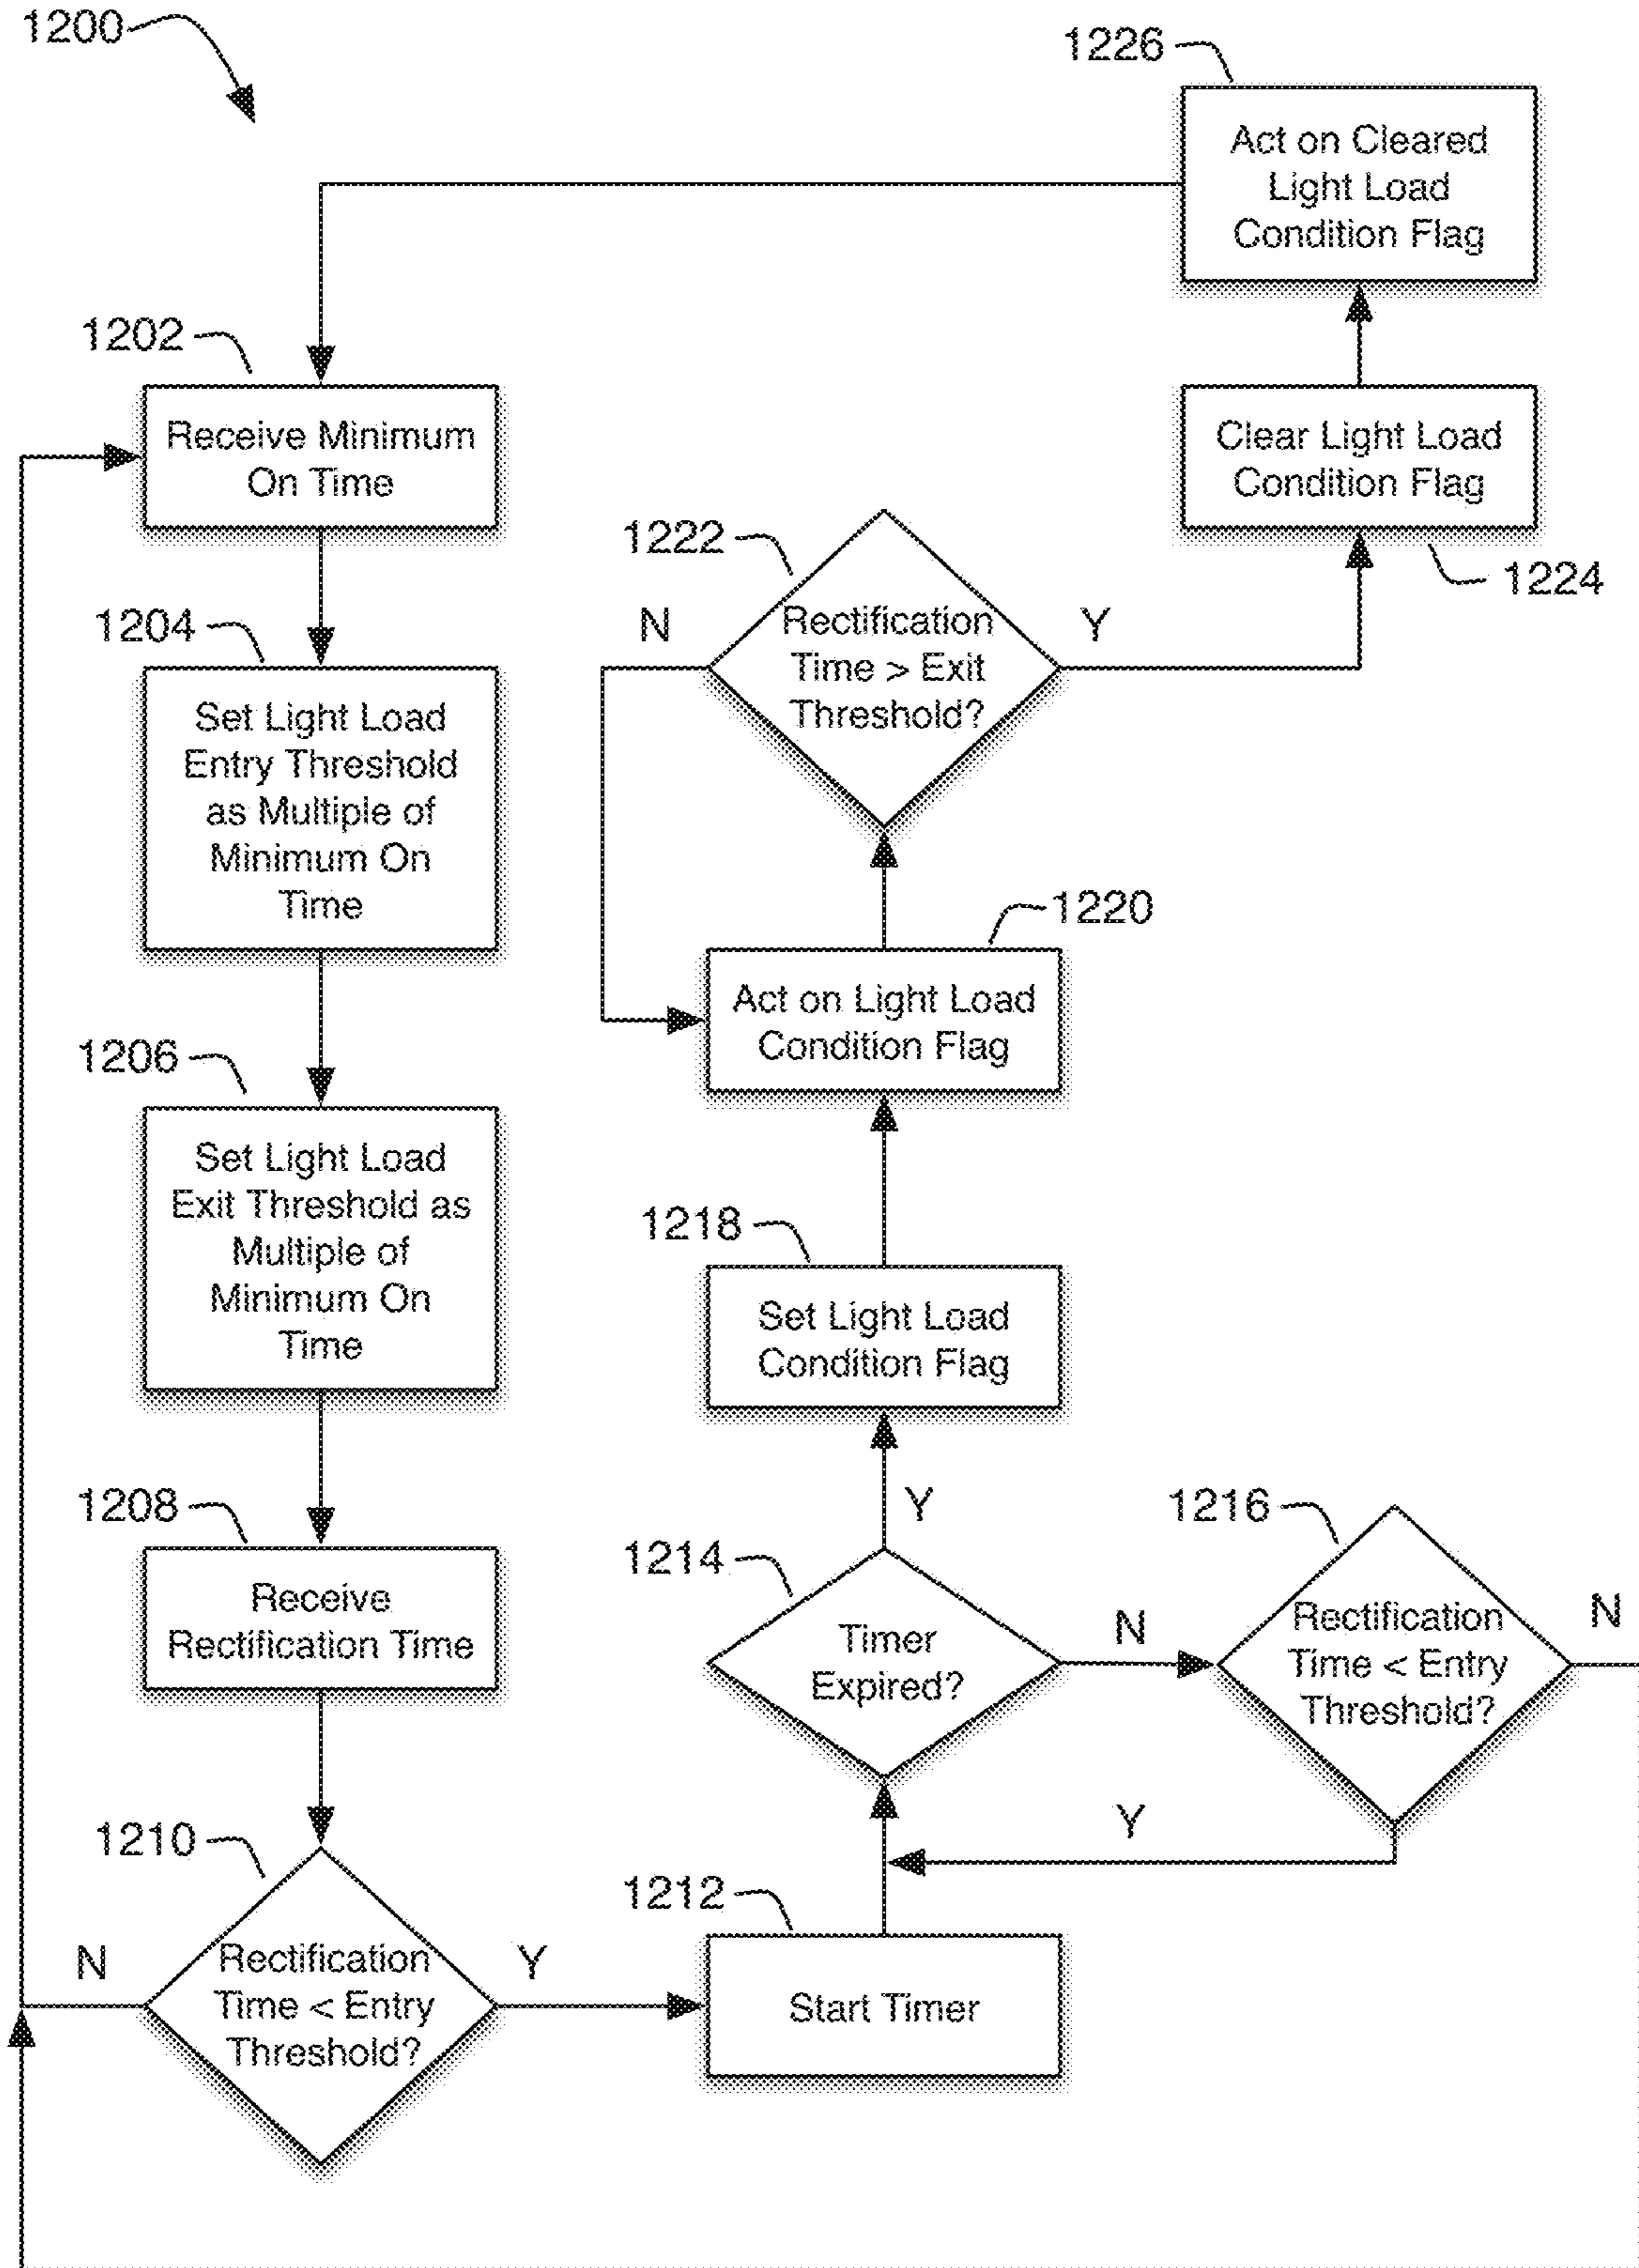 1200
1226
Act on Cleared
Light Load
Condition Flag
1202
Receive Minimum
On Time
Clear Light Load
Condition Flag
1224
1222
N
Rectification
Time > Exit
Threshold?
Y
1204
Set Light Load
Entry Threshold
as Multiple of
Minimum On
Time
1220
Act on Light Load
Condition Flag
1206
Set Light Load
Exit Threshold as
Multiple of
Minimum On
Time
1218
Set Light Load
Condition Flag
1208
Receive
Rectification Time
Y
1214
Timer
Expired?
N
1216
Rectification
Time < Entry
Threshold?
N
Y
1210
N
Rectification
Time < Entry
Threshold?
Y
1212
Start Timer